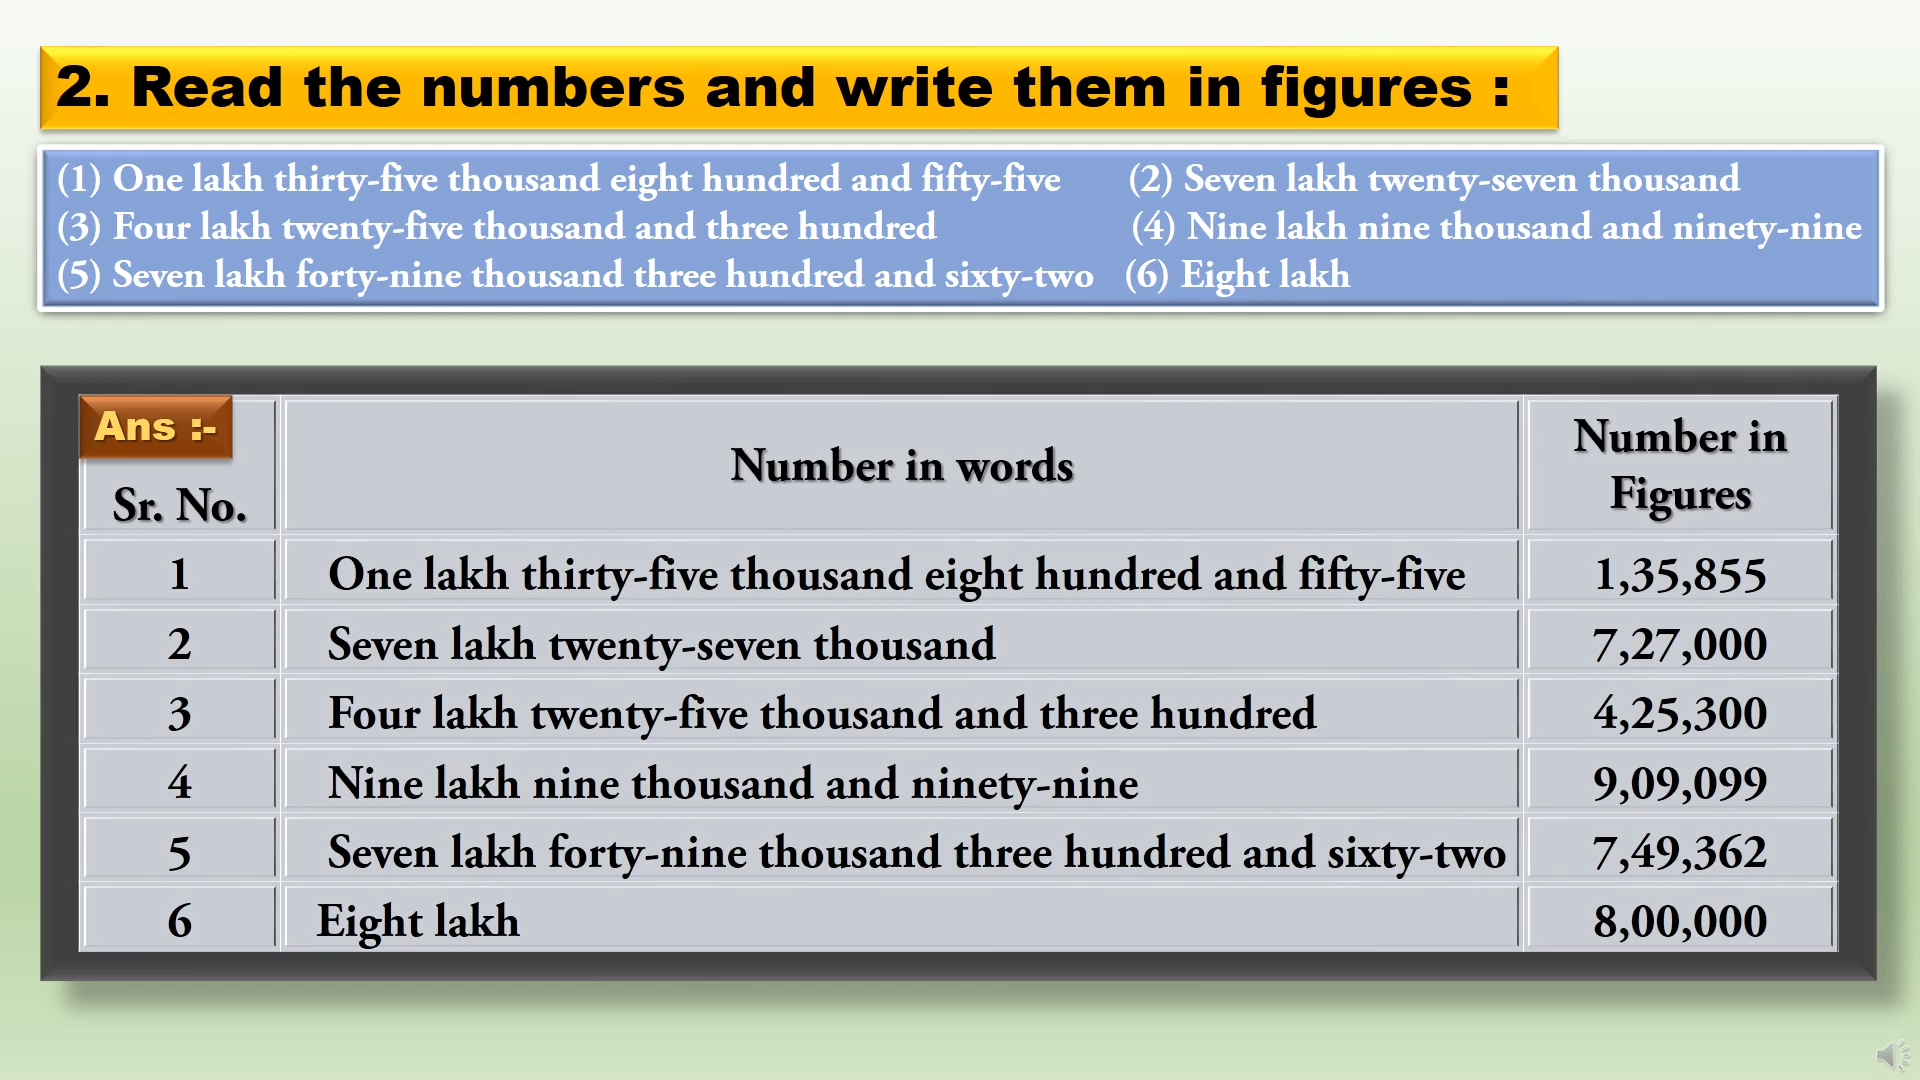 2. Read the numbers and write them in figures :
(1) One lakh thirty-five thousand eight hundred and fifty-five (2) Seven lakh twenty-seven thousand
(3) Four lakh twenty-five thousand and three hundred (4) Nine lakh nine thousand and ninety-nine
(5) Seven lakh forty-nine thousand three hundred and sixty-two (6) Eight lakh
Ans :-
Sr. No. Number in words Number in
Figures
1 One lakh thirty-five thousand eight hundred and fifty-five 1,35,855
2 Seven lakh twenty-seven thousand 7,27,000
3 Four lakh twenty-five thousand and three hundred 4,25,300
4 Nine lakh nine thousand and ninety-nine 9,09,099
5 Seven lakh forty-nine thousand three hundred and sixty-two 7,49,362
6 Eight lakh 8,00,000